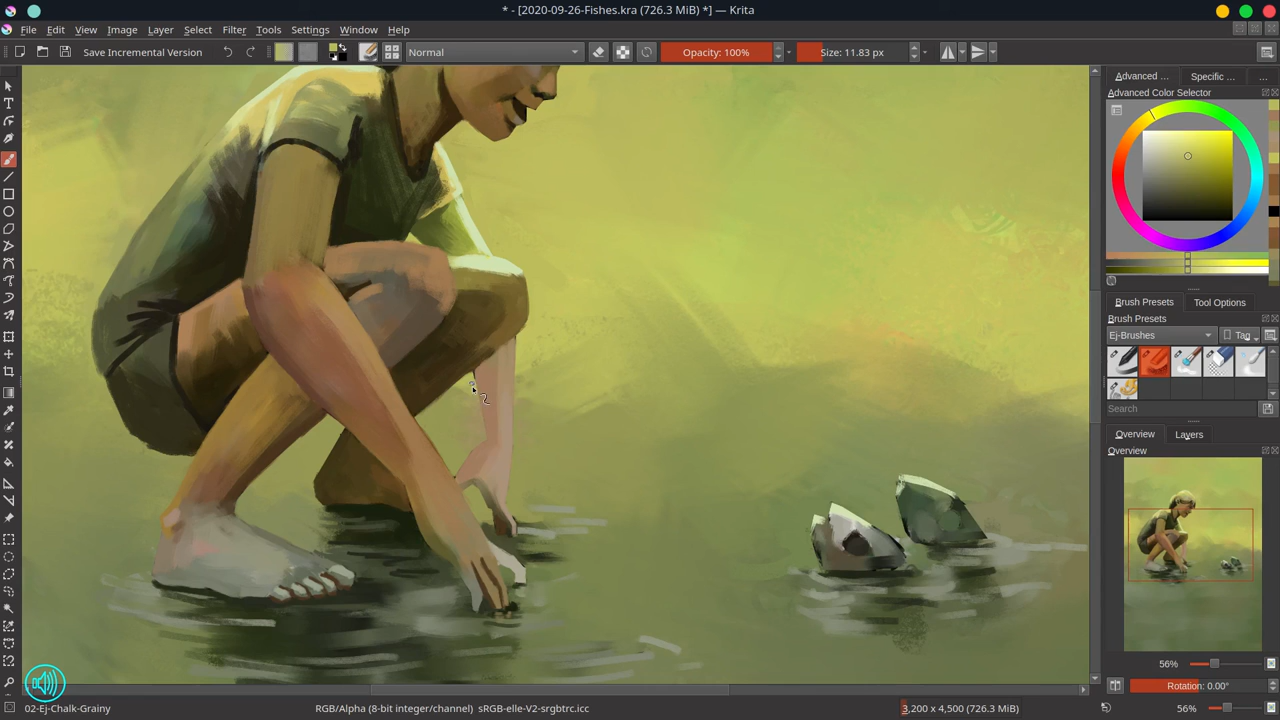 * - [2020-09-26-Fishes.kra (726.3 MiB) *] — Krita
File Edit View Image Layer Select Filter Tools Settings Window Help
Save Incremental Version Normal Opacity: 100% Size: 11.83 px
Advanced ... Specific ... ...
Advanced Color Selector
Brush Presets Tool Options
Brush Presets
Ej-Brushes Tag
Search
Overview Layers
Overview
56%
Rotation: 0.00°
02-Ej-Chalk-Grainy RGB/Alpha (8-bit integer/channel) sRGB-elle-V2-srgbtrc.icc 3,200 x 4,500 (726.3 MiB) 56%